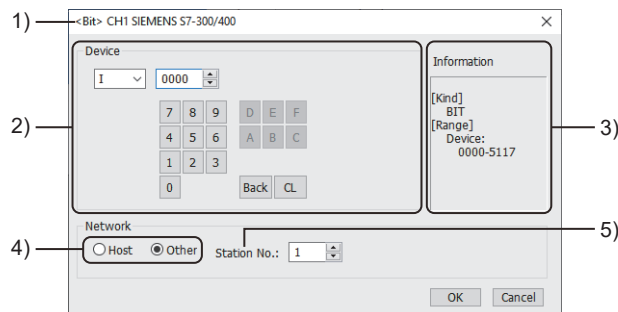 1)
<Bit> CH1 SIEMENS S7-300/400
Device
I 0000
7 8 9 D E F
4 5 6 A B C
1 2 3
0 Back CL
2)
Information
[Kind]
BIT
[Range]
Device:
0000-5117
3)
Network
4)
Host Other Station No.: 1
5)
OK Cancel